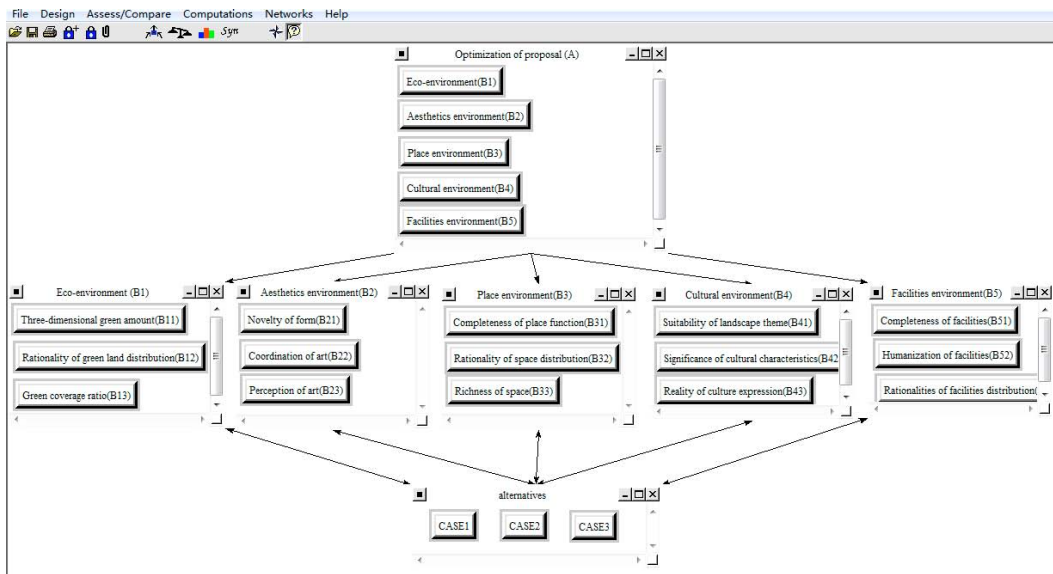 File Design Assess/Compare Computations Networks Help
Syn
Optimization of proposal (A)
Eco-environment(B1)
Aesthetics environment(B2)
Place environment(B3)
Cultural environment(B4)
Facilities environment(B5)
Eco-environment (B1)
Three-dimensional green amount(B11)
Rationality of green land distribution(B12)
Green coverage ratio(B13)
Aesthetics environment(B2)
Novelty of form(B21)
Coordination of art(B22)
Perception of art(B23)
Place environment(B3)
Completeness of place function(B31)
Rationality of space distribution(B32)
Richness of space(B33)
Cultural environment(B4)
Suitability of landscape theme(B41)
Significance of cultural characteristics(B42
Reality of culture expression(B43)
Facilities environment(B5)
Completeness of facilities(B51)
Humanization of facilities(B52)
Rationalities of facilities distribution(
alternatives
CASE1 CASE2 CASE3